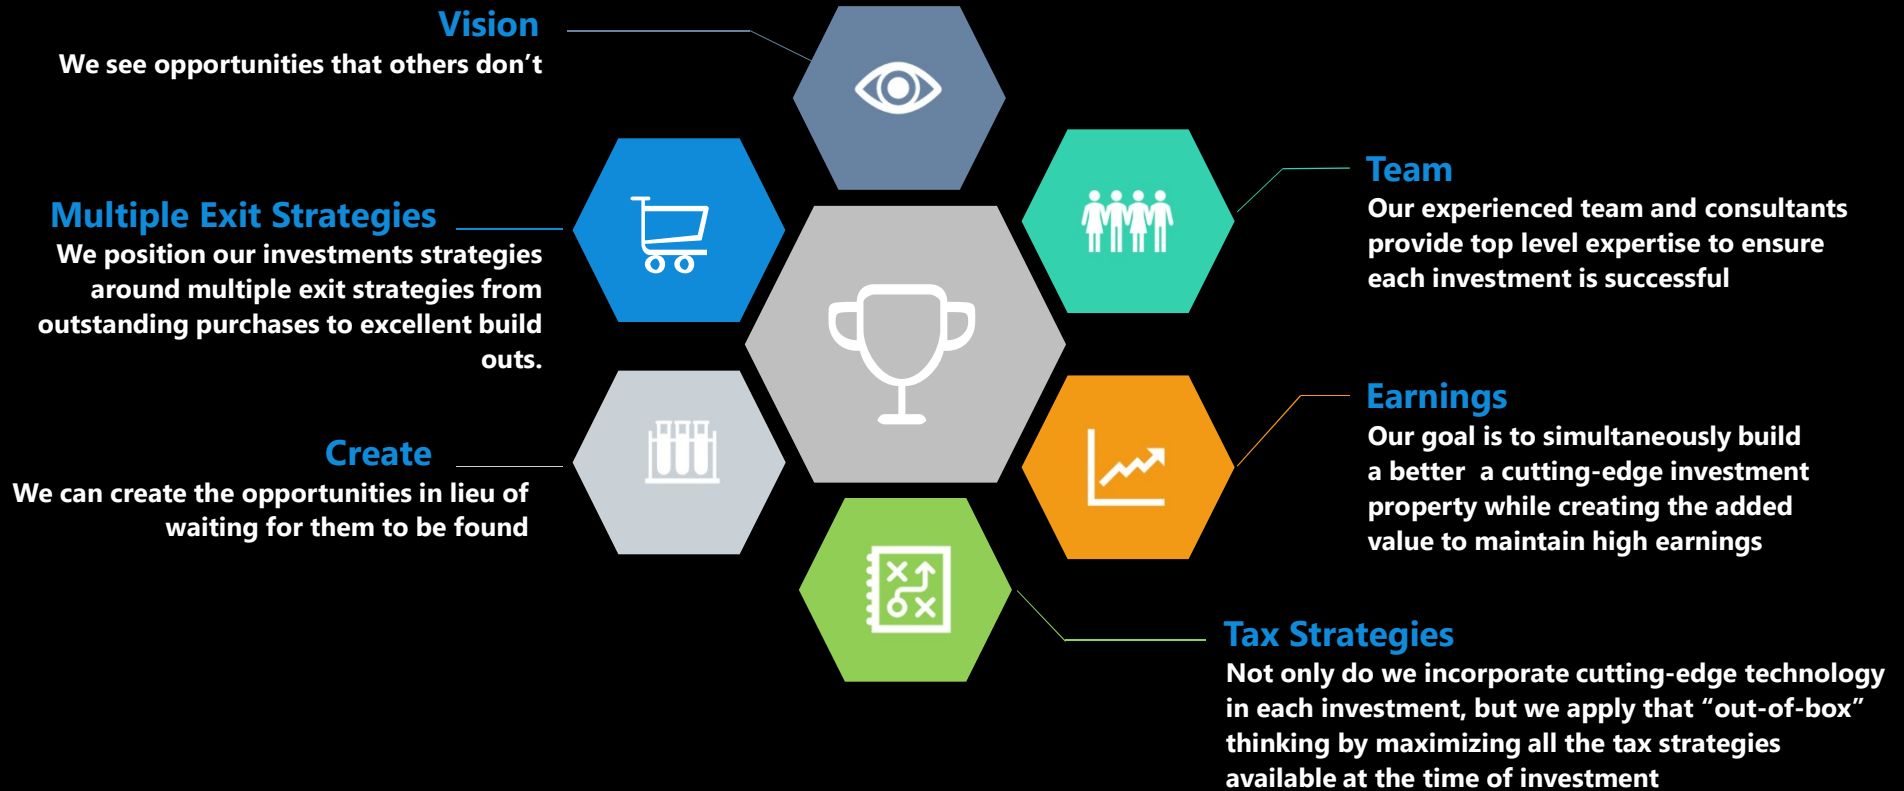 Vision
We see opportunities that others don’t
Multiple Exit Strategies
We position our investments strategies
around multiple exit strategies from
outstanding purchases to excellent build
outs.
Create
We can create the opportunities in lieu of
waiting for them to be found
Team
Our experienced team and consultants
provide top level expertise to ensure
each investment is successful
Earnings
Our goal is to simultaneously build
a better  a cutting-edge investment
property while creating the added
value to maintain high earnings
Tax Strategies
Not only do we incorporate cutting-edge technology
in each investment, but we apply that “out-of-box”
thinking by maximizing all the tax strategies
available at the time of investment